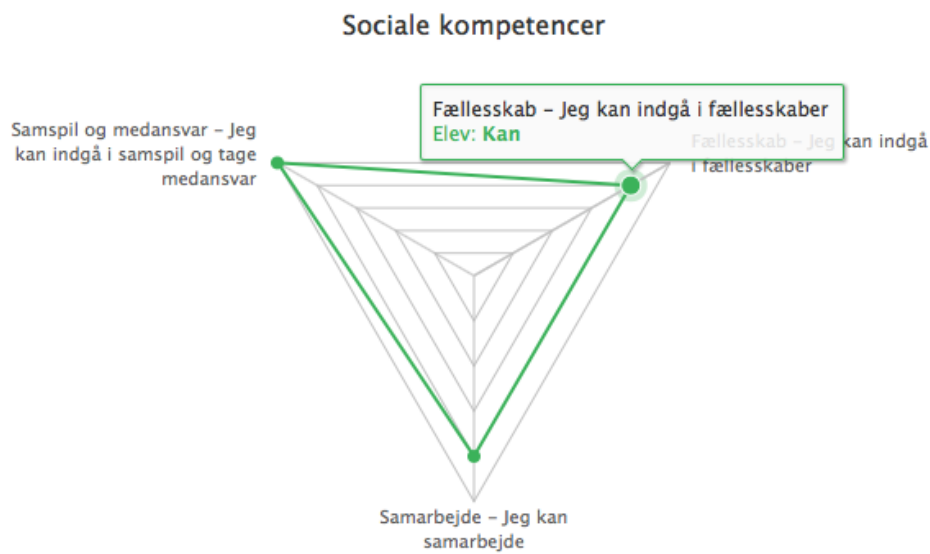 Sociale kompetencer
Fællesskab – Jeg kan indgå i fællesskaber
Elev: Kan
Samspil og medansvar – Jeg
kan indgå i samspil og tage
medansvar
Fællesskab – Jeg kan indgå
i fællesskaber
Samarbejde – Jeg kan
samarbejde